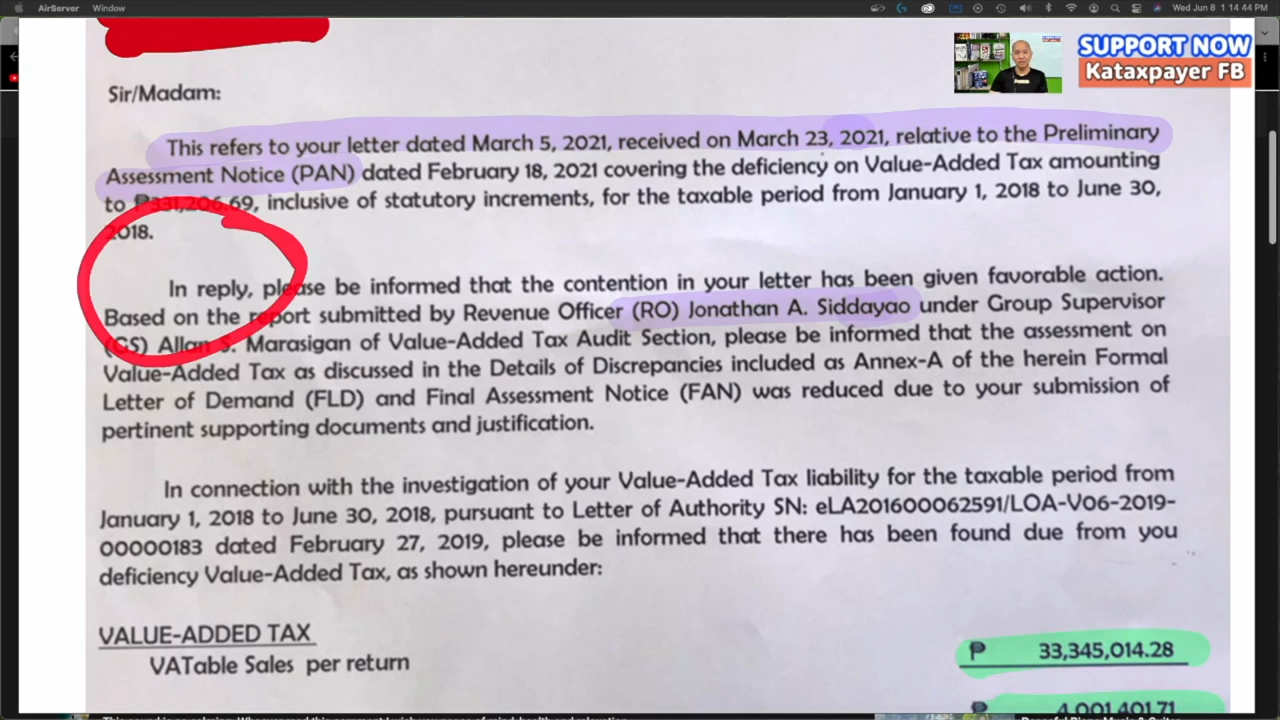 AirServer Window
Wed Jun 8 1 14:44 PM
SUPPORT NOW
Kataxpayer FB
Sir/Madam:
This refers to your letter dated March 5, 2021, received on March 23, 2021, relative to the Preliminary
Assessment Notice (PAN) dated February 18, 2021 covering the deficiency on Value-Added Tax amounting
to ₱331,206.69, inclusive of statutory increments, for the taxable period from January 1, 2018 to June 30,
2018.
In reply, please be informed that the contention in your letter has been given favorable action.
Based on the report submitted by Revenue Officer (RO) Jonathan A. Siddayao under Group Supervisor
(GS) Allan S. Marasigan of Value-Added Tax Audit Section, please be informed that the assessment on
Value-Added Tax as discussed in the Details of Discrepancies included as Annex-A of the herein Formal
Letter of Demand (FLD) and Final Assessment Notice (FAN) was reduced due to your submission of
pertinent supporting documents and justification.
In connection with the investigation of your Value-Added Tax liability for the taxable period from
January 1, 2018 to June 30, 2018, pursuant to Letter of Authority SN: eLA201600062591/LOA-V06-2019-
00000183 dated February 27, 2019, please be informed that there has been found due from you
deficiency Value-Added Tax, as shown hereunder:
VALUE-ADDED TAX
VATable Sales per return ₱ 33,345,014.28
₱ 4,001,401.71